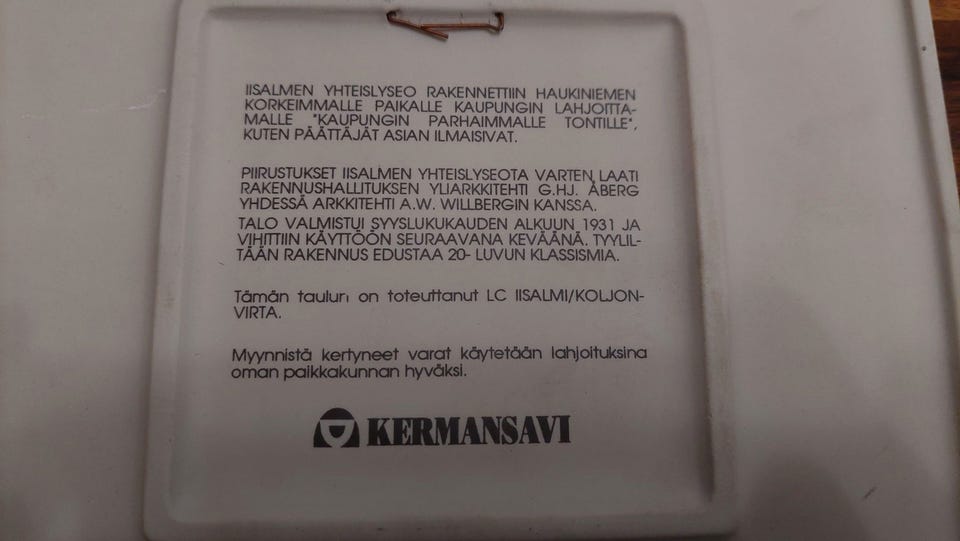 IISALMEN YHTEISLYSEO RAKENNETTIIN HAUKINIEMEN
KORKEIMMALLE PAIKALLE KAUPUNGIN LAHJOITTA-
MALLE "KAUPUNGIN PARHAIMMALLE TONTILLE",
KUTEN PÄÄTTÄJÄT ASIAN ILMAISIVAT.
PIIRUSTUKSET IISALMEN YHTEISLYSEOTA VARTEN LAATI
RAKENNUSHALLITUKSEN YLIARKKITEHTI G.HJ. ÅBERG
YHDESSÄ ARKKITEHTI A.W. WILLBERGIN KANSSA.
TALO VALMISTUI SYYSLUKUKAUDEN ALKUUN 1931 JA
VIHITTIIN KÄYTTÖÖN SEURAAVANA KEVÄÄNÄ. TYYLIL-
TÄÄN RAKENNUS EDUSTAA 20- LUVUN KLASSISMIA.
Tämän taulun on toteuttanut LC IISALMI/KOLJON-
VIRTA.
Myynnistä kertyneet varat käytetään lahjoituksina
oman paikkakunnan hyväksi.
KERMANSAVI